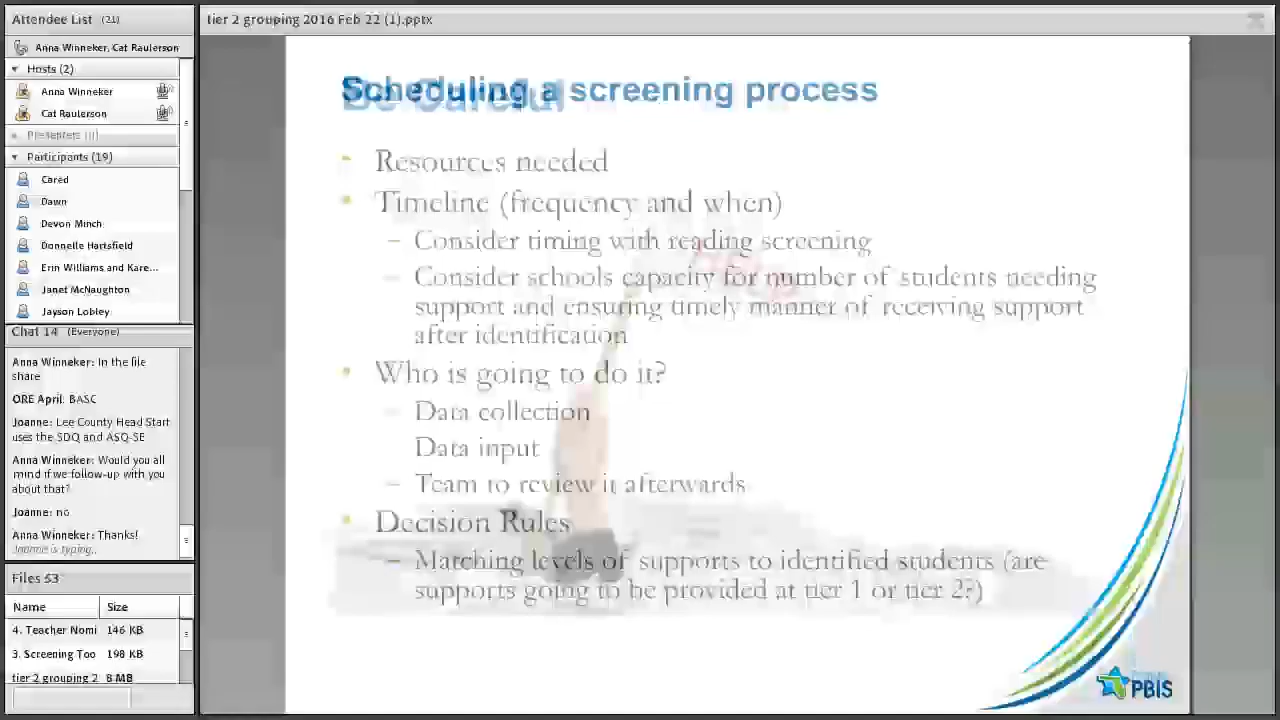 Attendee List (21)
Anna Winneker, Cat Raulerson
Hosts (2)
Anna Winneker
Cat Raulerson
Presenters
Participants (19)
Cared
Dawn
Devon Minch
Donnelle Hartsfield
Erin Williams and Kare...
Janet McNaughton
Jayson Lobley
Chat 14 (Everyone)
Anna Winneker: In the file
share
ORE April: BASC
Joanne: Lee County Head Start
uses the SDQ and ASQ-SE
Anna Winneker: Would you all
mind if we follow-up with you
about that?
Joanne: no
Anna Winneker: Thanks!
Joanne is typing..
Files 53
Name Size
4. Teacher Nomi 146 KB
3. Screening Too 198 KB
tier 2 grouping 2 8 MB
tier 2 grouping 2016 Feb 22 (1).pptx
Scheduling a screening process
Be Careful
• Resources needed
• Timeline (frequency and when)
– Consider timing with reading screening
– Consider schools capacity for number of students needing
support and ensuring timely manner of receiving support
after identification
• Who is going to do it?
– Data collection
Data input
– Team to review it afterwards
• Decision Rules
– Matching levels of supports to identified students (are
supports going to be provided at tier 1 or tier 2?)
PBIS